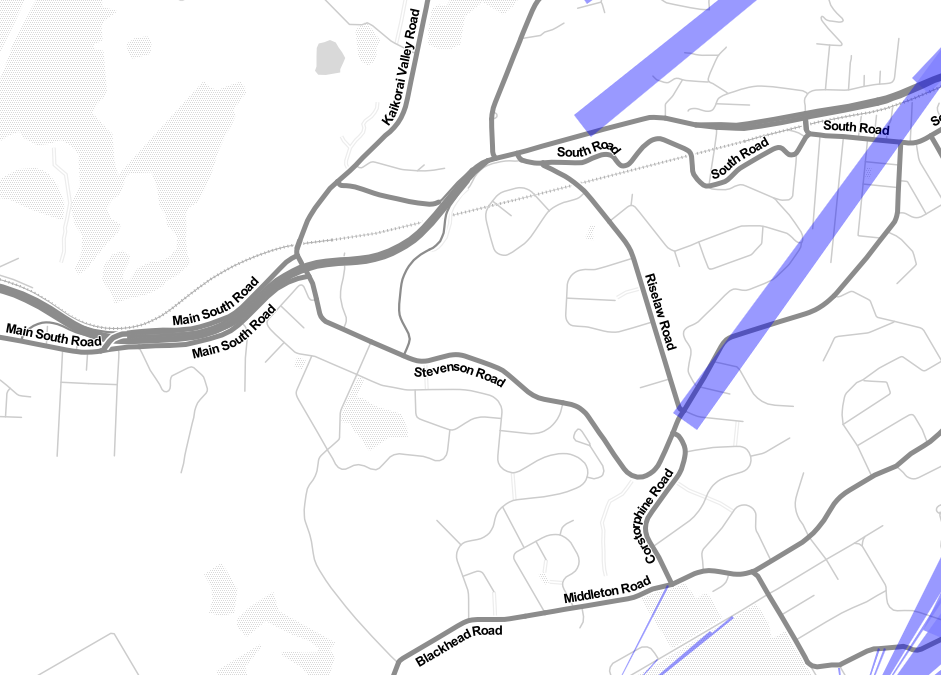 Kaikorai Valley Road
South Road
South Road
South Road
So
Main South Road
Main South Road
Main South Road
Riselaw Road
Stevenson Road
Corstorphine Road
Middleton Road
Blackhead Road